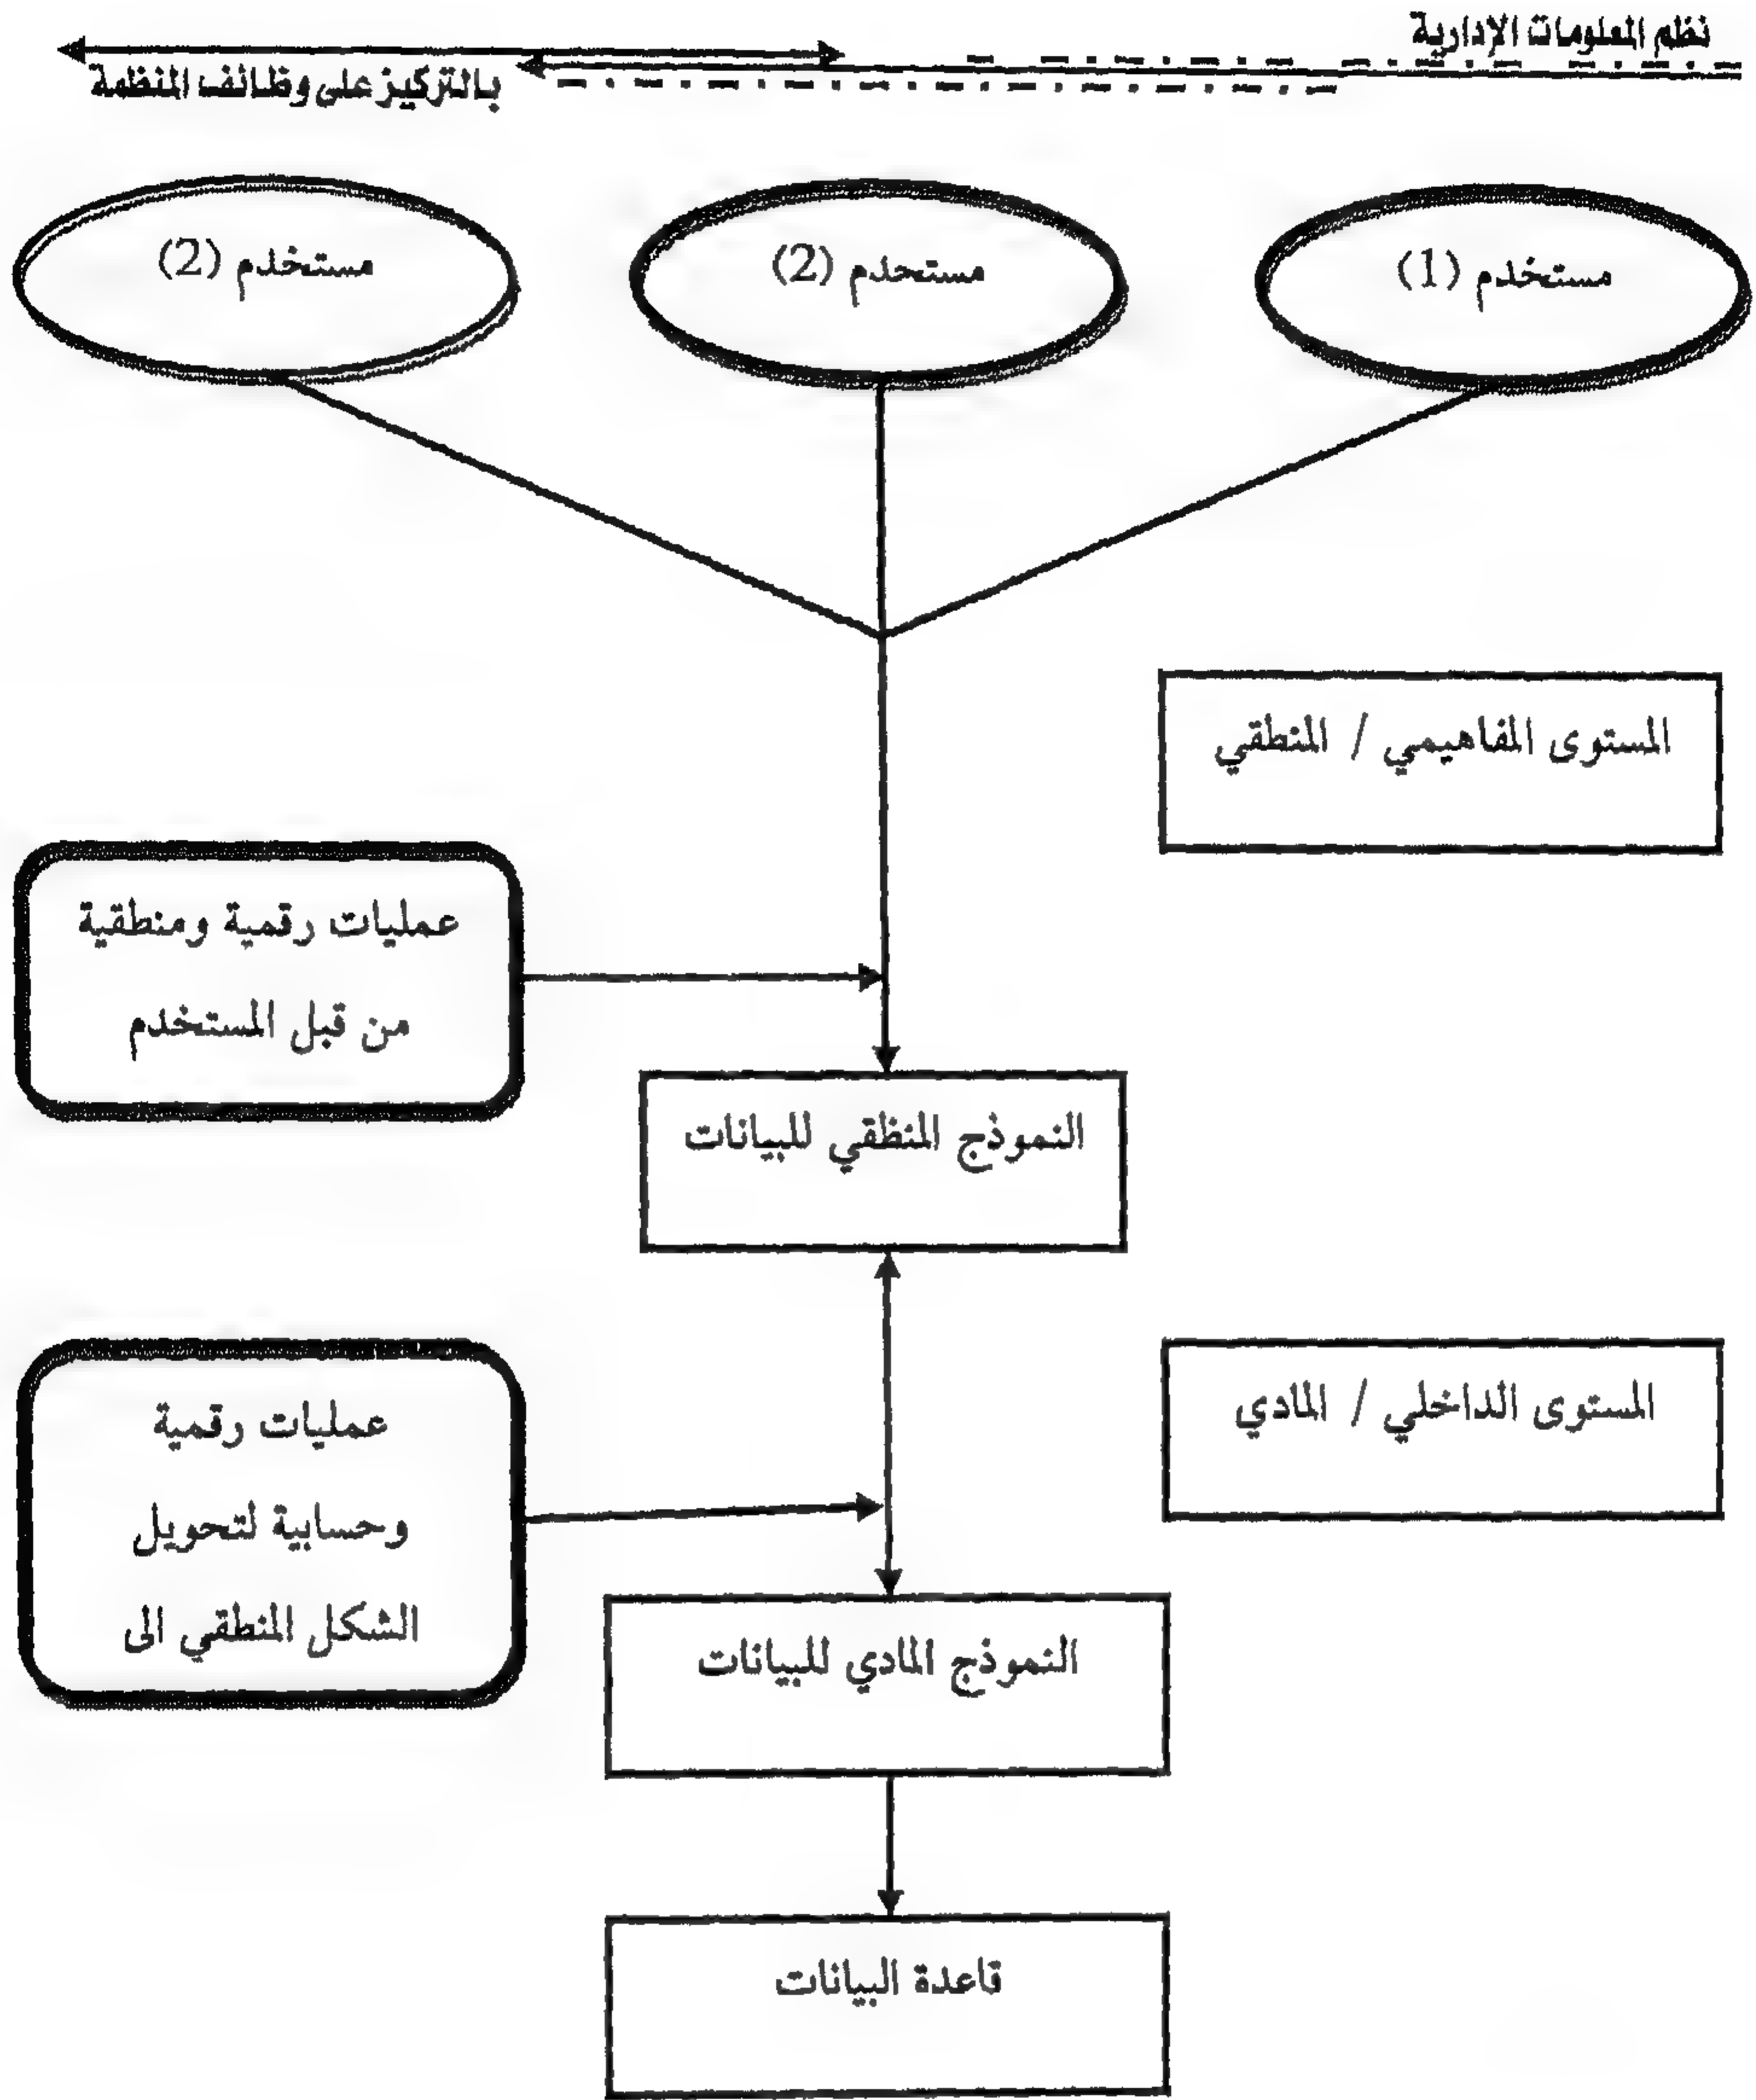 نظم المعلومات الإدارية
بالتركيز على وظائف المنظمة
مستخدم (1)
مستخدم (2)
مستخدم (2)
المستوى المفاهيمي / المنطقي
عمليات رقمية ومنطقية
من قبل المستخدم
النموذج المنظقي للبيانات
المستوى الداخلي / المادي
عمليات رقمية
وحسابية لتحويل
الشكل المنطقي الى
النموذج المادي للبيانات
قاعدة البيانات